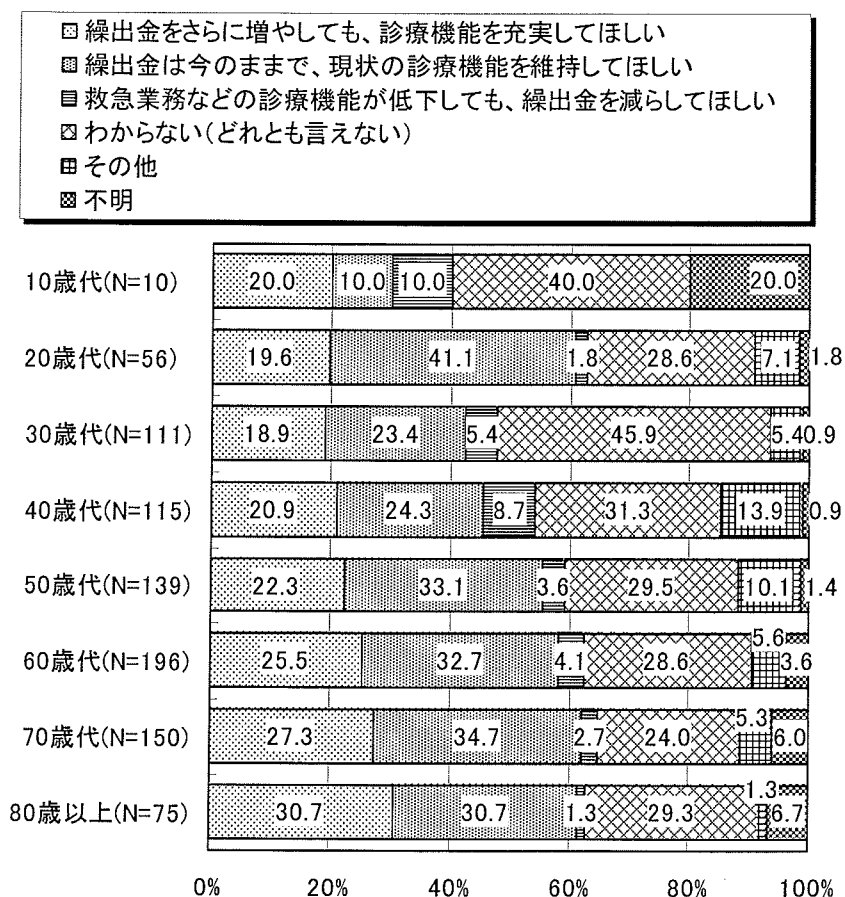 繰出金をさらに増やしても、診療機能を充実してほしい
繰出金は今のままで、現状の診療機能を維持してほしい
救急業務などの診療機能が低下しても、繰出金を減らしてほしい
わからない(どれとも言えない)
その他
不明
10歳代(N=10) 20.0 10.0 10.0 40.0 20.0
20歳代(N=56) 19.6 41.1 1.8 28.6 7.1 1.8
30歳代(N=111) 18.9 23.4 5.4 45.9 5.4 0.9
40歳代(N=115) 20.9 24.3 8.7 31.3 13.9 0.9
50歳代(N=139) 22.3 33.1 3.6 29.5 10.1 1.4
60歳代(N=196) 25.5 32.7 4.1 28.6 5.6 3.6
70歳代(N=150) 27.3 34.7 2.7 24.0 5.3 6.0
80歳以上(N=75) 30.7 30.7 1.3 29.3 1.3 6.7
0% 20% 40% 60% 80% 100%